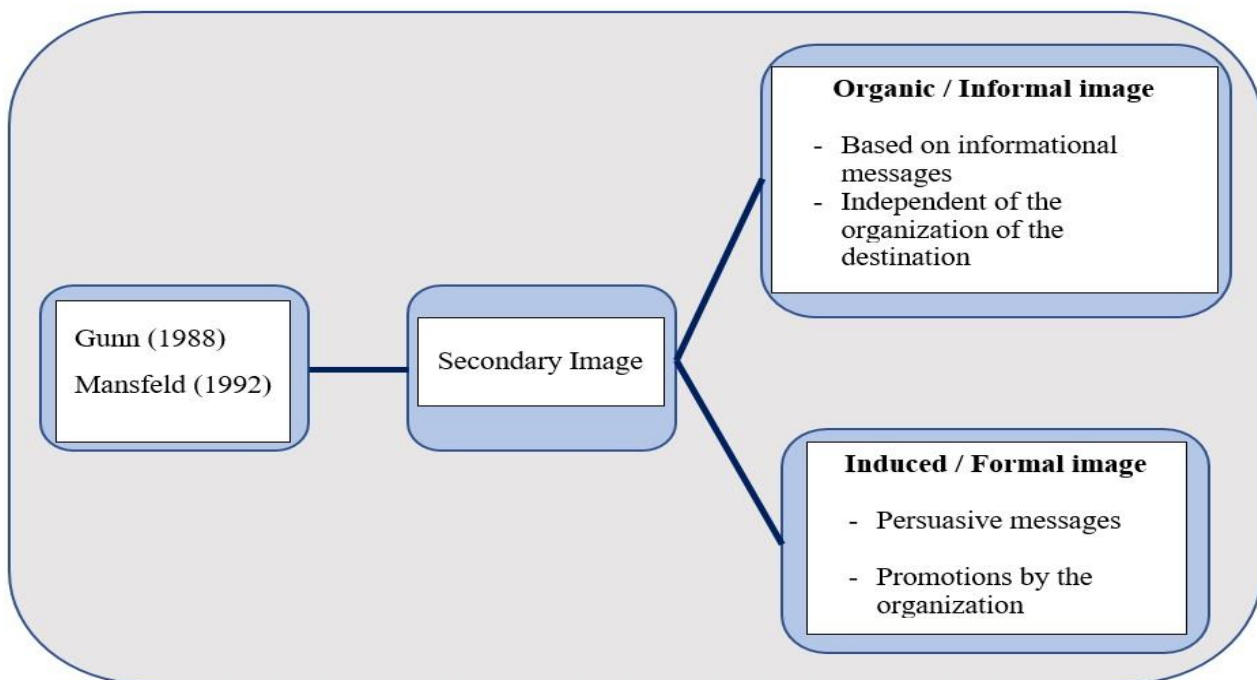 Gunn (1988)
Mansfeld (1992)
Secondary Image
Organic / Informal image
- Based on informational
messages
- Independent of the
organization of the
destination
Induced / Formal image
- Persuasive messages
- Promotions by the
organization